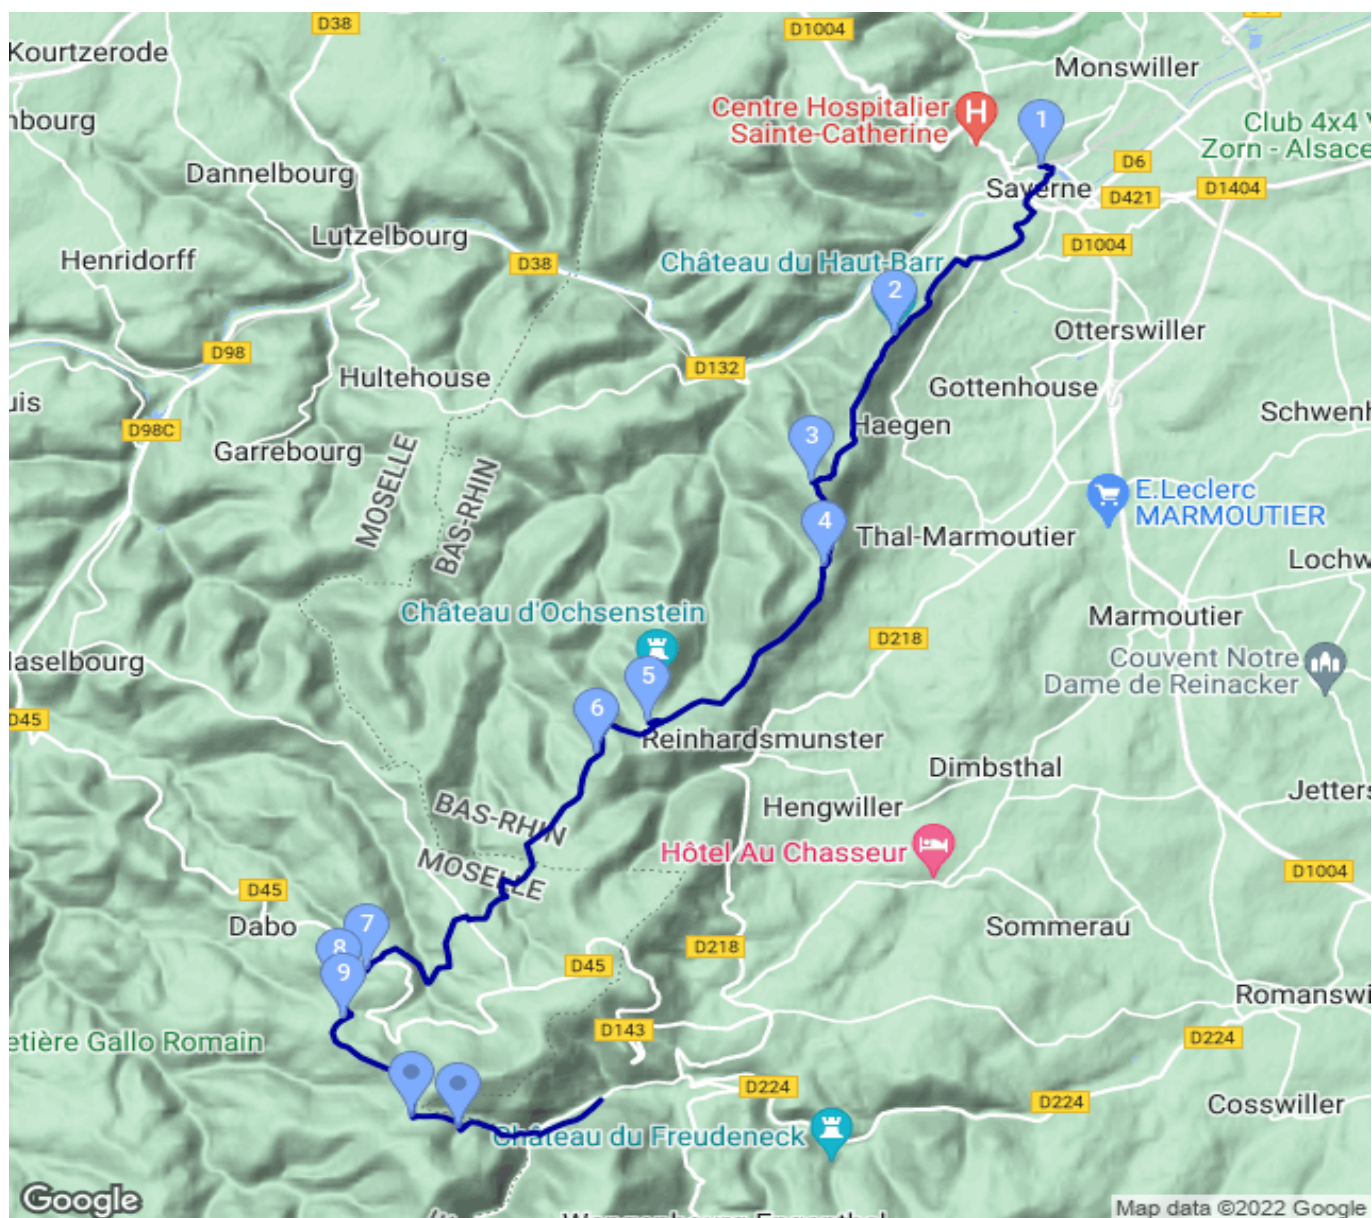 D38
D1004
Kourtzerode
Monswiller
Centre Hospitalier
Sainte-Catherine
H
1
nbourg
Club 4x4 V
Zorn - Alsace
D6
Dannelbourg
Saverne
D421
D1404
Lutzelbourg
D1004
Henridorff
D38
Château du Haut-Barr
2
Otterswiller
D98
D132
Hultehouse
Gottenhouse
uis
Schwenh
D98C
Haegen
3
Garrebourg
MOSELLE
BAS-RHIN
E.Leclerc
MARMOUTIER
4
Thal-Marmoutier
Lochw
Château d'Ochsenstein
Marmoutier
D218
Haselbourg
Couvent Notre
Dame de Reinacker
5
6
D45
Reinhardsmunster
Dimbsthal
Jetters
Hengwiller
BAS-RHIN
MOSELLE
Hôtel Au Chasseur
D1004
D45
Dabo
7
Sommerau
8
D218
9
D45
Romanswi
etière Gallo Romain
D143
D224
D224
D224
Cosswiller
Château du Freudeneck
Google
Map data ©2022 Google